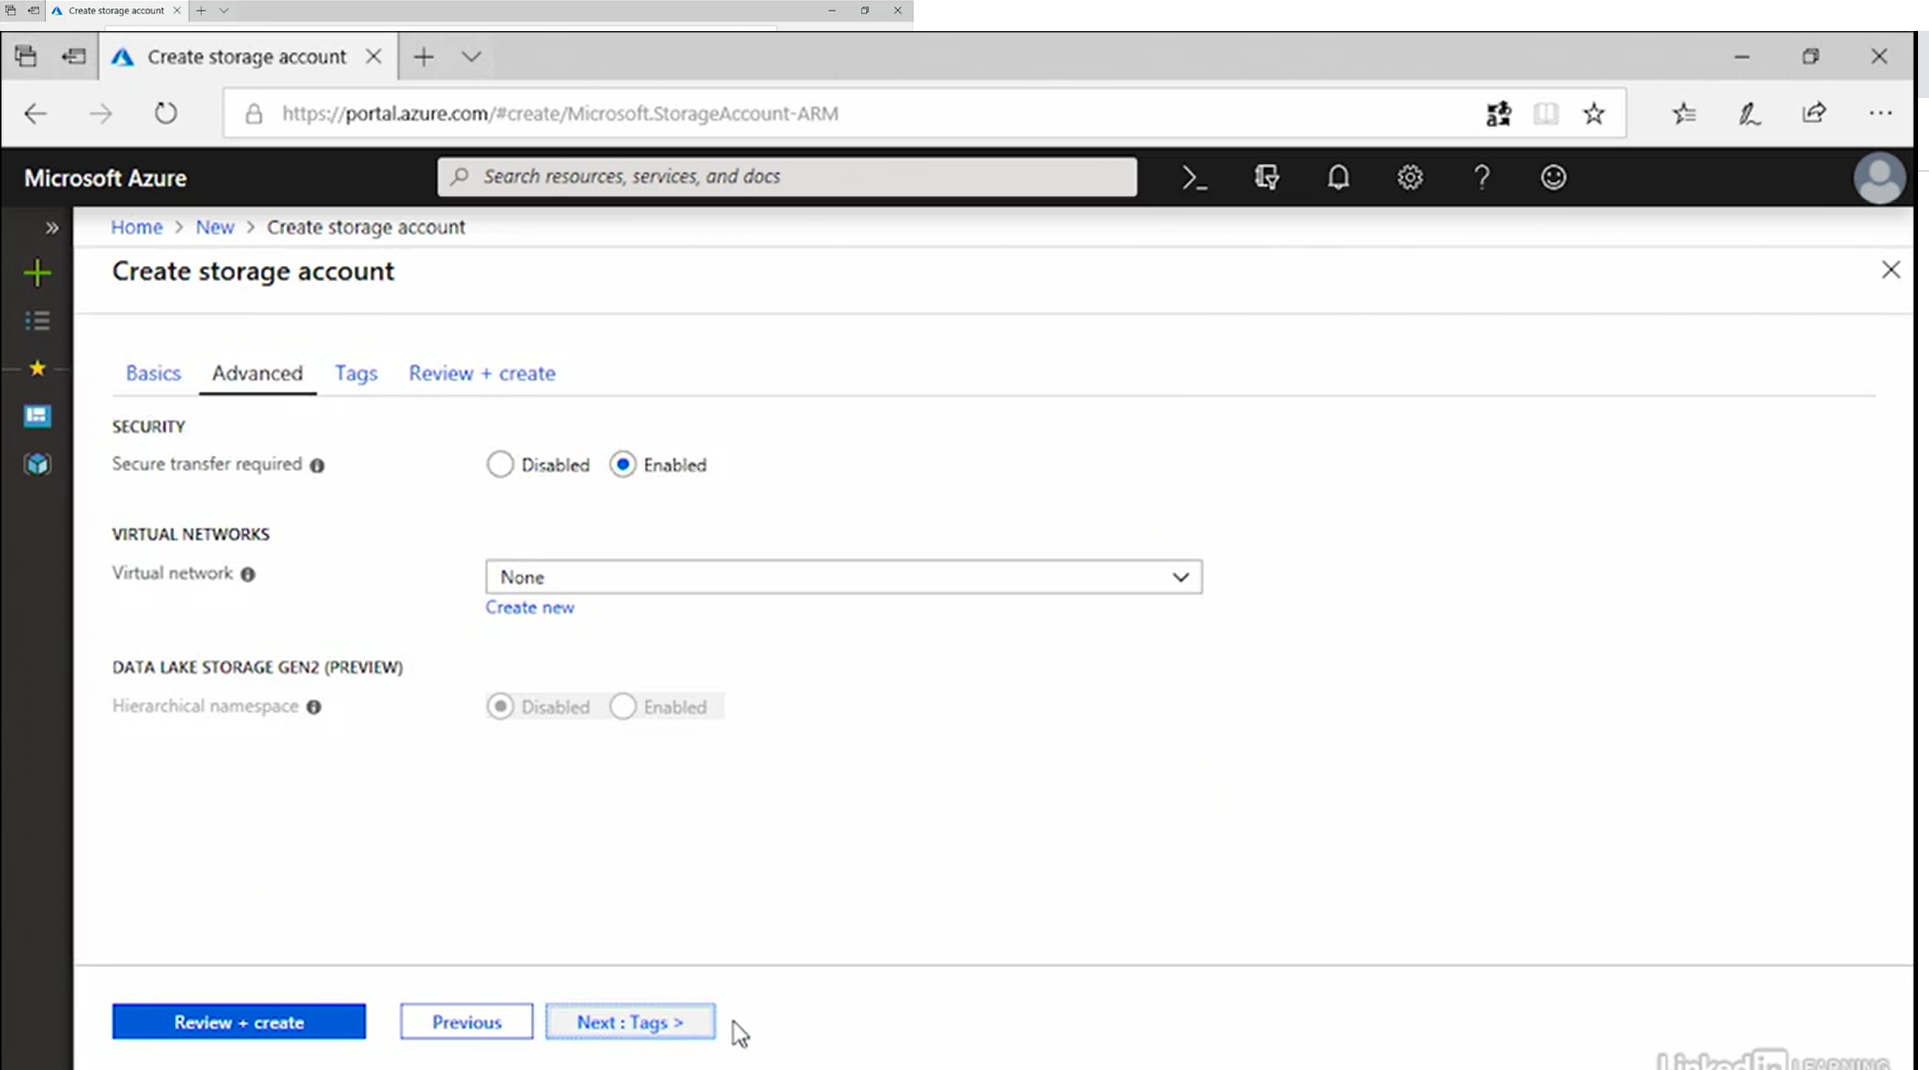 Create storage account
Create storage account
https://portal.azure.com/#create/Microsoft.StorageAccount-ARM
Microsoft Azure
Search resources, services, and docs
Home > New > Create storage account
Create storage account
Basics Advanced Tags Review + create
SECURITY
Secure transfer required Disabled Enabled
VIRTUAL NETWORKS
Virtual network None
Create new
DATA LAKE STORAGE GEN2 (PREVIEW)
Hierarchical namespace Disabled Enabled
Review + create Previous Next : Tags >
Linked in LEARNING